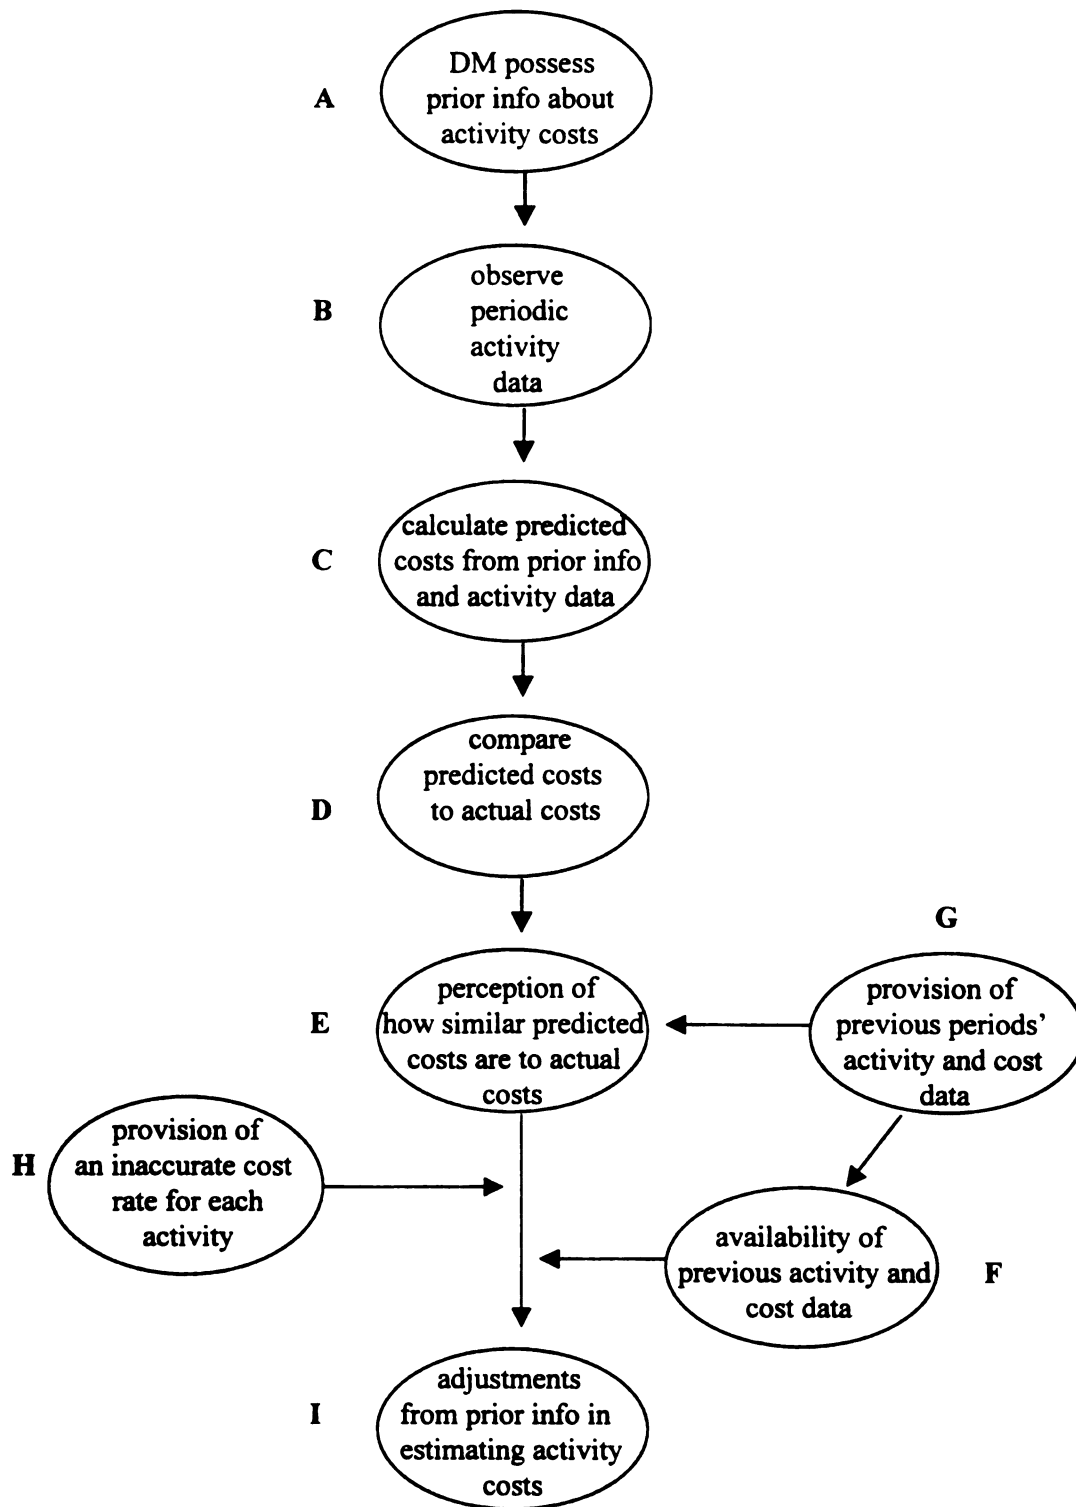 A
DM possess
prior info about
activity costs
B
observe
periodic
activity
data
C
calculate predicted
costs from prior info
and activity data
D
compare
predicted costs
to actual costs
E
perception of
how similar predicted
costs are to actual
costs
G
provision of
previous periods'
activity and cost
data
H
provision of
an inaccurate cost
rate for each
activity
availability of
previous activity and
cost data
F
I
adjustments
from prior info in
estimating activity
costs